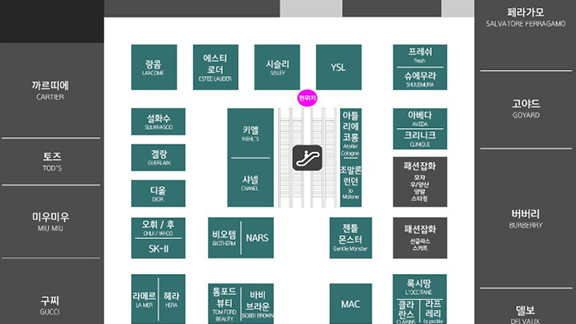 페라가모
SALVATORE FERRAGAMO
까르띠에
CARTIER
토즈
TOD'S
미우미우
MIU MIU
구찌
GUCCI
랑콤
LANCOME
에스티
로더
ESTEE LAUDER
시슬리
SISLEY
YSL
프레쉬
fresh
슈에무라
SHUUEMURA
현위치
설화수
SULWHASOO
겔랑
GUERLAIN
디올
DIOR
키엘
KIEHL'S
샤넬
CHANEL
아틀
리에
코롱
Atelier
Cologne
조말론
런던
Jo
Malone
아베다
AVEDA
크리니크
CLINIQUE
패션잡화
모자
우/양산
양말
스타킹
오휘 / 후
OHUI / WHOO
SK-II
비오템
BIOTHERM
NARS
젠틀
몬스터
Gentle Monster
패션잡화
선글라스
스카프
라메르
LA MER
헤라
HERA
톰포드
뷰티
TOM FORD
BEAUTY
바비
브라운
BOBBI BROWN
MAC
록시땅
L'OCCITANE
클라
란스
CLARINS
라프
레리
la prairie
고야드
GOYARD
버버리
BURBERRY
델보
DELVAUX